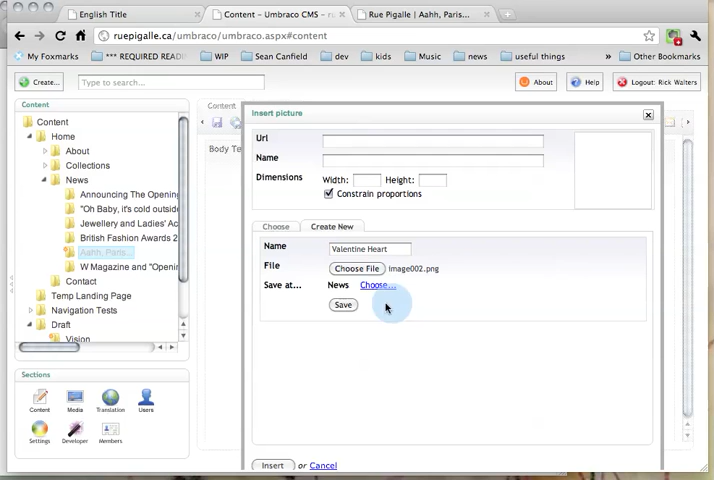 English Title
Content – Umbraco CMS –
Rue Pigalle | Aahh, Paris...
ruepigalle.ca/umbraco/umbraco.aspx#content
My Foxmarks
*** REQUIRED READI
WIP
Sean Canfield
dev
kids
Music
news
useful things
»
Other Bookmarks
Create...
Type to search...
About
Help
Logout: Rick Walters
Content
Content
Home
About
Collections
News
Announcing The Opening
"Oh Baby, it's cold outside
Jewellery and Ladies' Ac
British Fashion Awards 2
Aahh, Paris...
W Magazine and "Openin
Contact
Temp Landing Page
Navigation Tests
Draft
Vision
Sections
Content
Media
Translation
Users
Settings
Developer
Members
Content
Body Te
Insert picture
Url
Name
Dimensions
Width:
Height:
Constrain proportions
Choose
Create New
Name
Valentine Heart
File
Choose File
image002.png
Save at...
News
Choose...
Save
Insert
or
Cancel